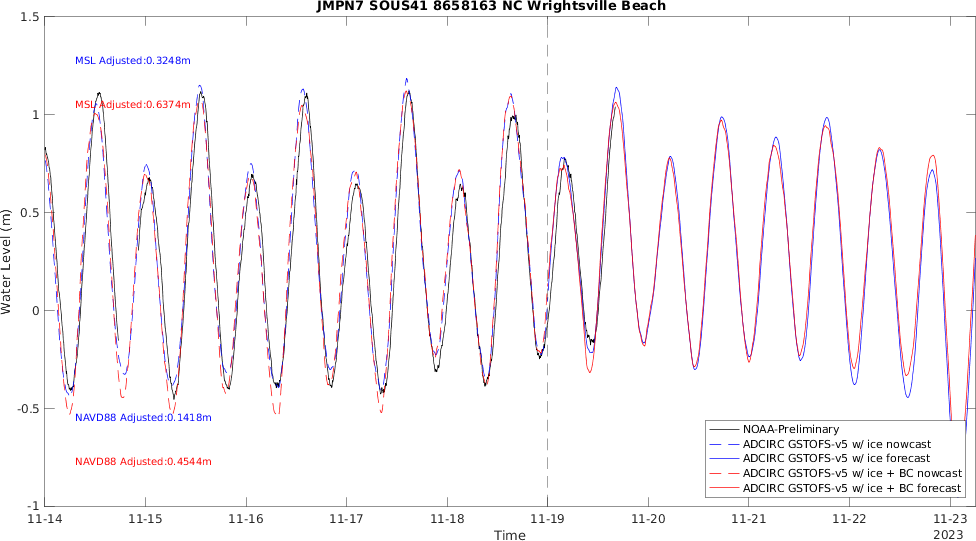 JMPN7 SOUS41 8658163 NC Wrightsville Beach
1.5
MSL Adjusted:0.3248m
MSL Adjusted:0.6374m
1
0.5
Water Level (m)
0
-0.5
NAVD88 Adjusted:0.1418m
NAVD88 Adjusted:0.4544m
NOAA-Preliminary
ADCIRC GSTOFS-v5 w/ ice nowcast
ADCIRC GSTOFS-v5 w/ ice forecast
ADCIRC GSTOFS-v5 w/ ice + BC nowcast
ADCIRC GSTOFS-v5 w/ ice + BC forecast
-1
11-14 11-15 11-16 11-17 11-18 11-19 11-20 11-21 11-22 11-23
Time 2023